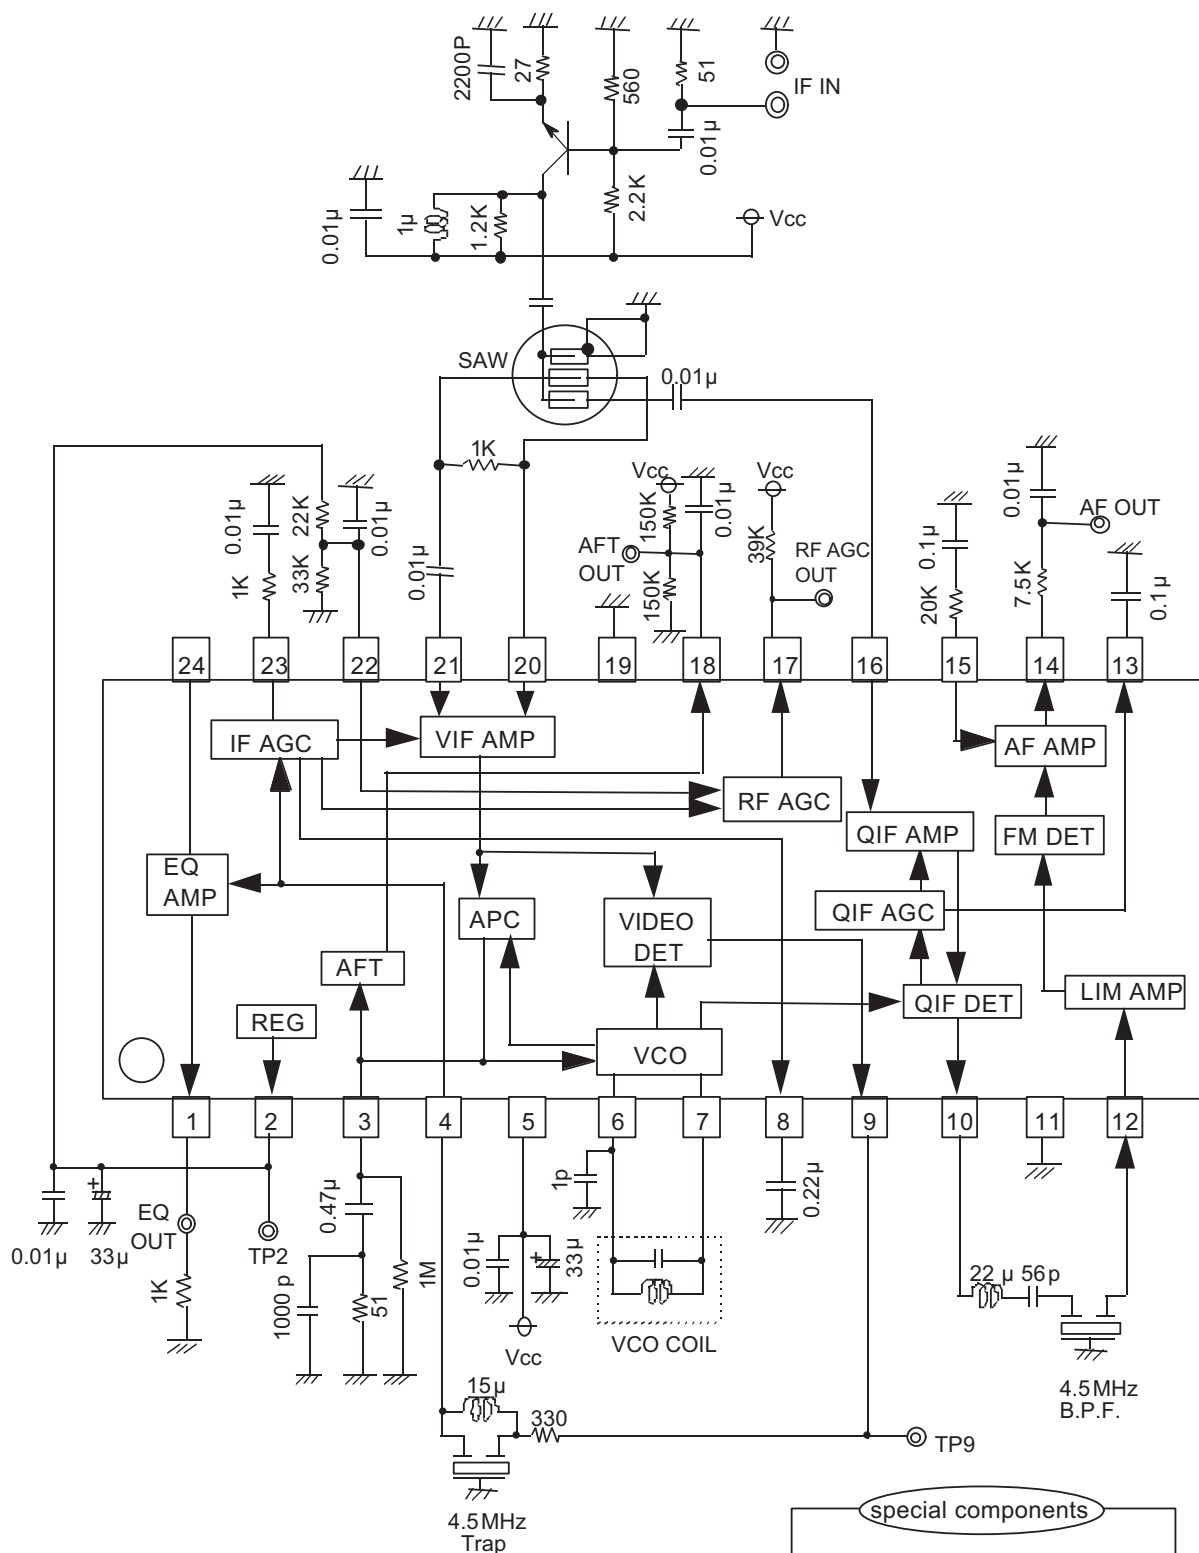 2200P
27
560
51
IF IN
0.01µ
2.2K
0.01µ
1µ
1.2K
Vcc
SAW
0.01µ
1K
0.01µ
1K
22K
33K
0.01µ
0.01µ
Vcc
150K
0.01µ
AFT
OUT
150K
Vcc
39K
RF AGC
OUT
0.1µ
20K
0.01µ
AF OUT
7.5K
0.1µ
24
23
22
21
20
19
18
17
16
15
14
13
IF AGC
VIF AMP
AF AMP
RF AGC
QIF AMP
FM DET
EQ
AMP
APC
VIDEO
DET
QIF AGC
AFT
QIF DET
LIM AMP
REG
VCO
1
2
3
4
5
6
7
8
9
10
11
12
0.01µ
+
33µ
EQ
OUT
1K
TP2
0.47µ
1000 p
51
1M
0.01µ
+
33µ
Vcc
1p
VCO COIL
0.22µ
22 µ
56p
4.5MHz
B.P.F.
15µ
330
TP9
4.5MHz
Trap
special components